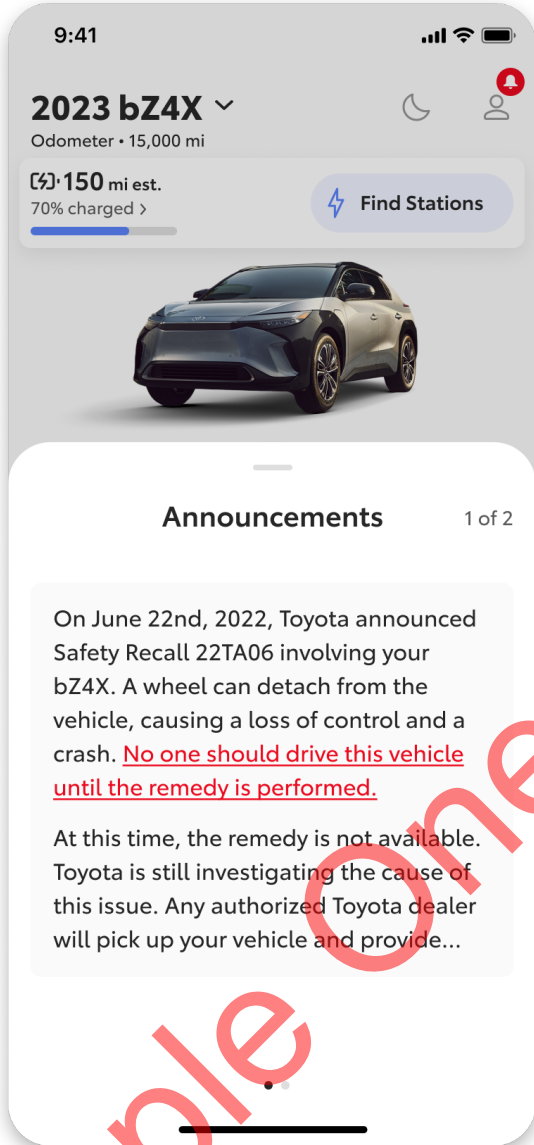 9:41
2023 bZ4X
Odometer • 15,000 mi
150 mi est.
70% charged >
Find Stations
Announcements
1 of 2
On June 22nd, 2022, Toyota announced
Safety Recall 22TA06 involving your
bZ4X. A wheel can detach from the
vehicle, causing a loss of control and a
crash. No one should drive this vehicle
until the remedy is performed.
At this time, the remedy is not available.
Toyota is still investigating the cause of
this issue. Any authorized Toyota dealer
will pick up your vehicle and provide...
ple One